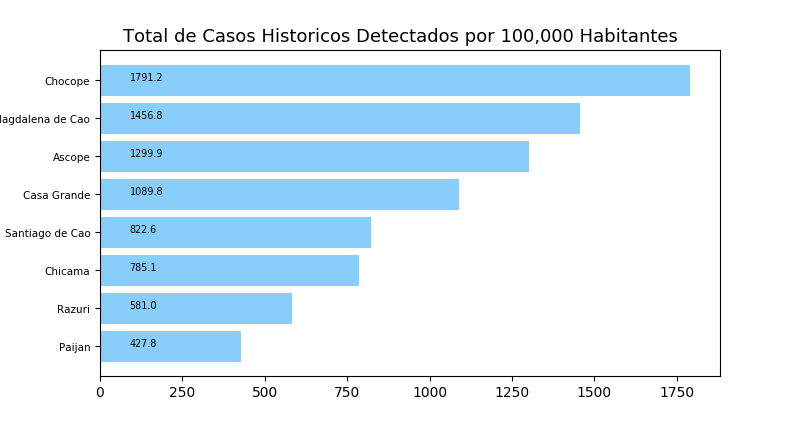 Total de Casos Historicos Detectados por 100,000 Habitantes
Chocope 1791.2
agdalena de Cao 1456.8
Ascope 1299.9
Casa Grande 1089.8
Santiago de Cao 822.6
Chicama 785.1
Razuri 581.0
Paijan 427.8
0 250 500 750 1000 1250 1500 1750